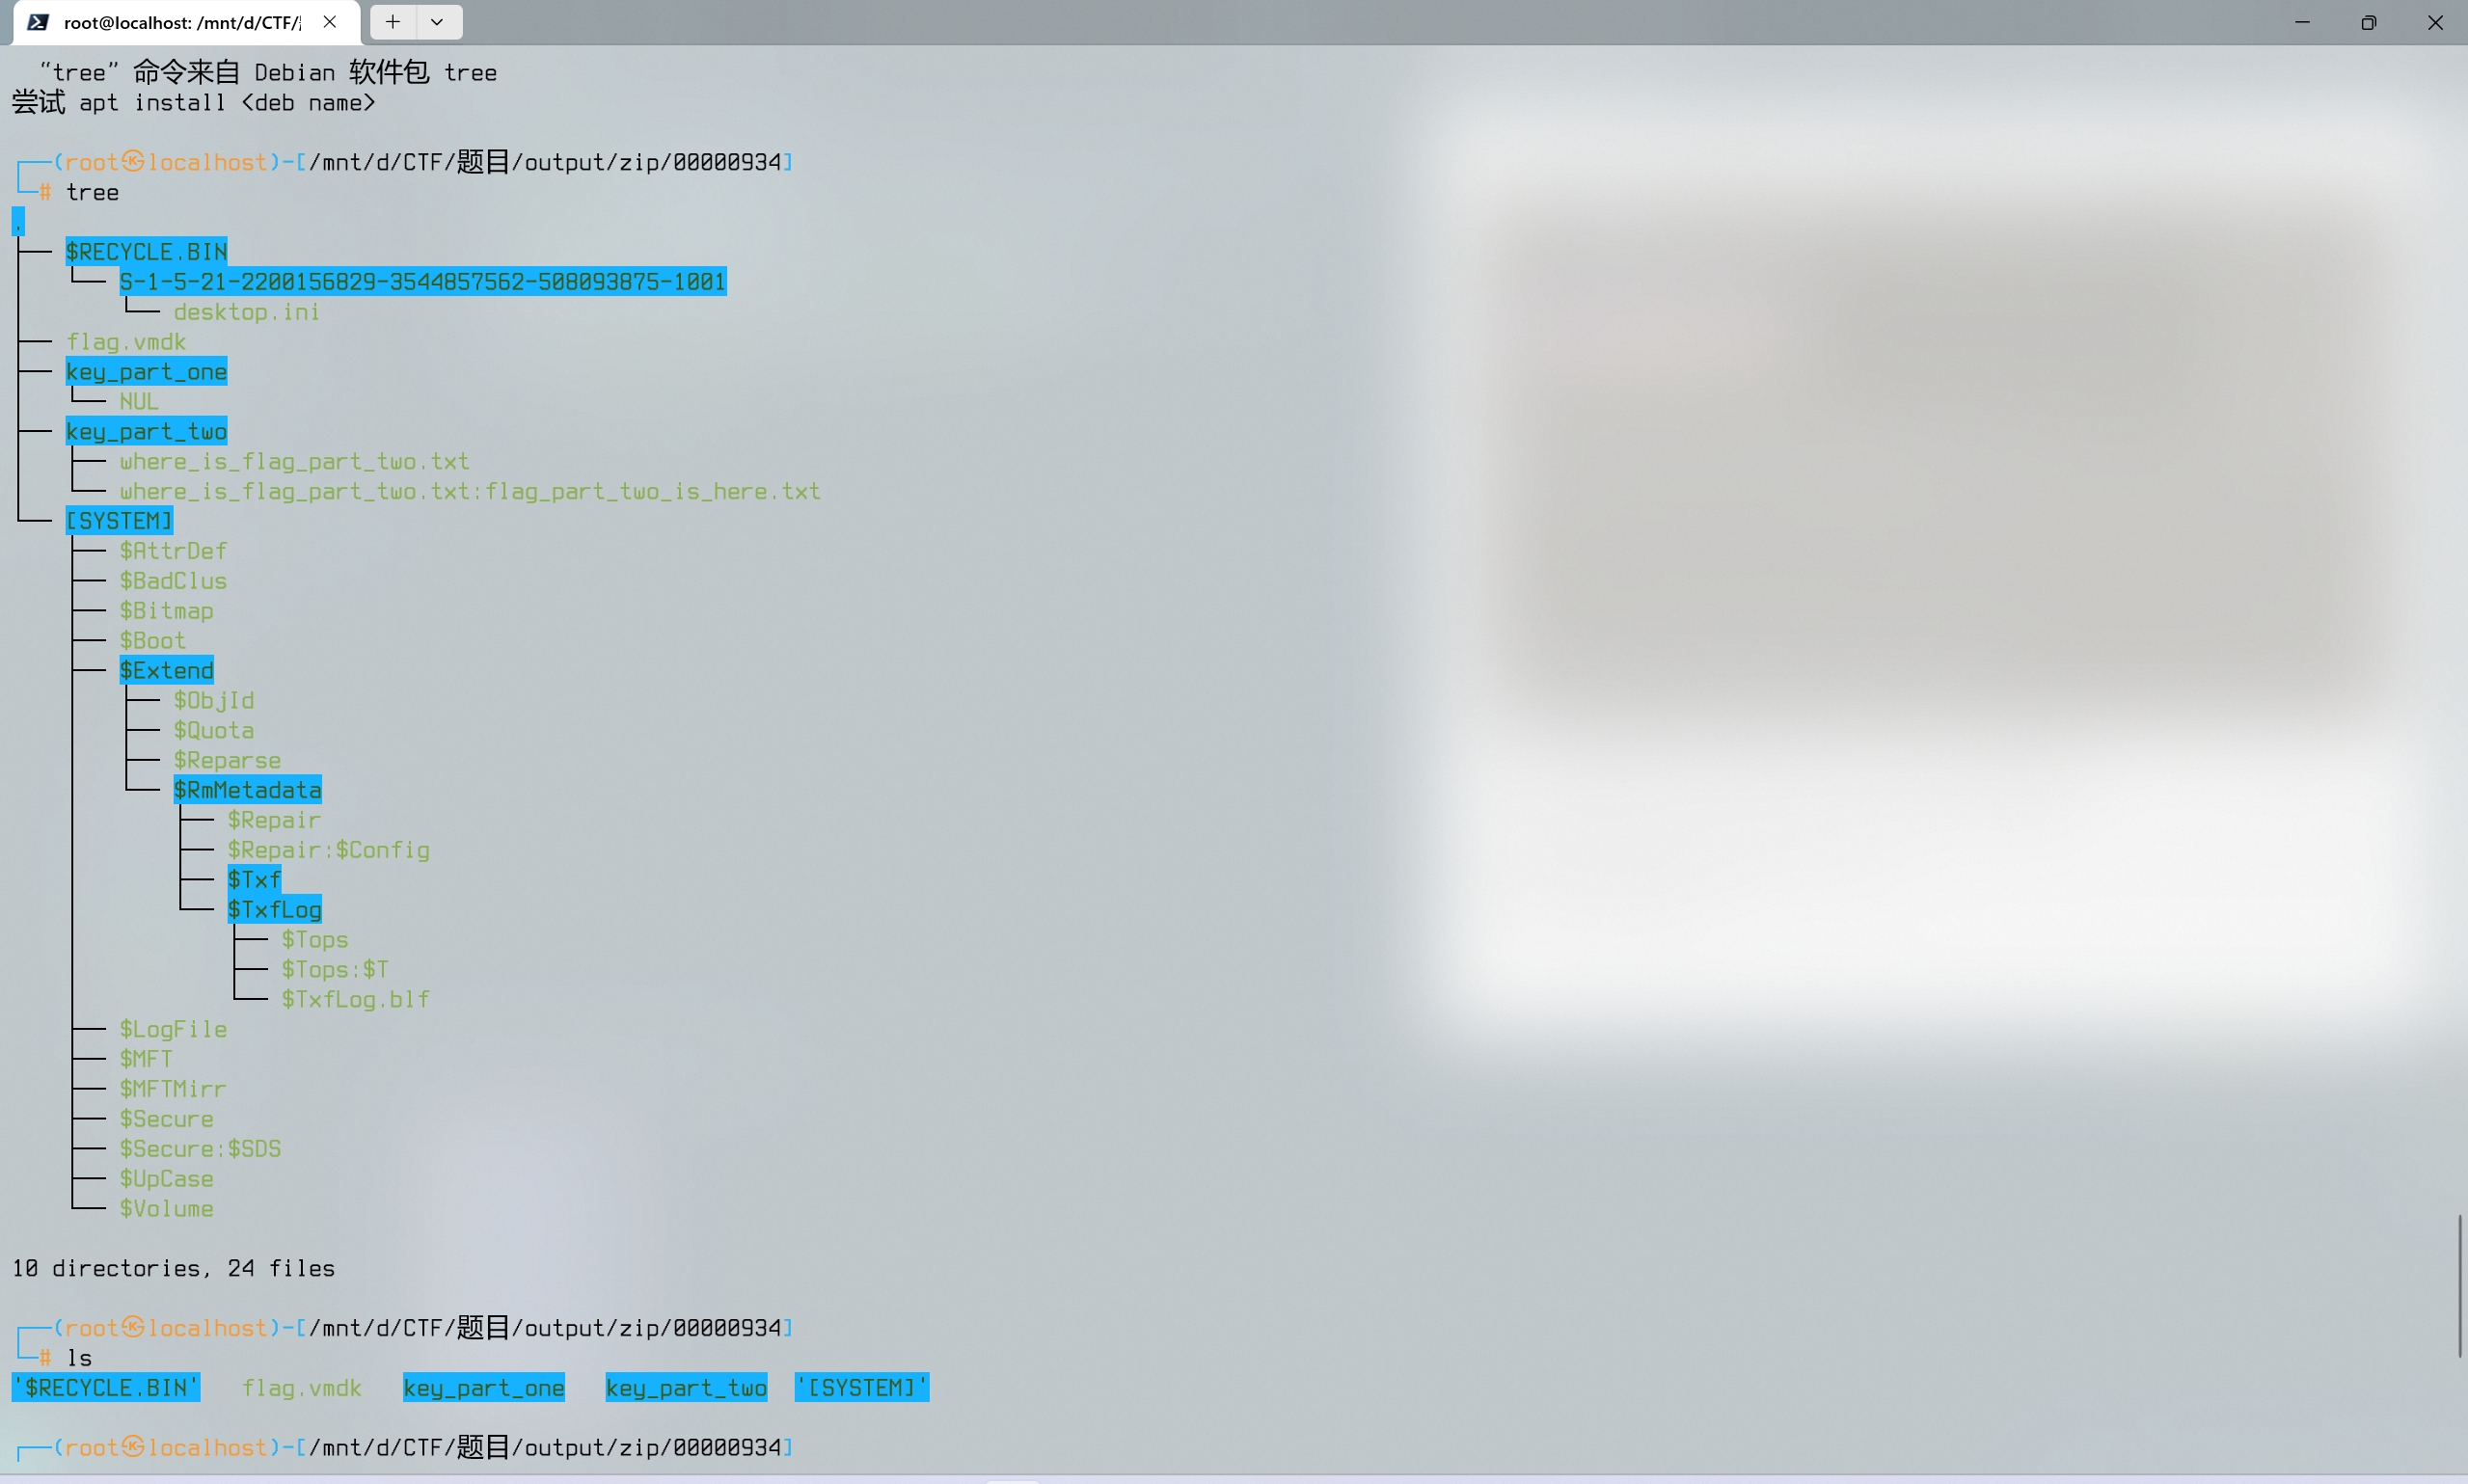 root@localhost: /mnt/d/CTF/
“tree” 命令来自 Debian 软件包 tree
尝试 apt install <deb name>
┌──(root㉿localhost)-[/mnt/d/CTF/题目/output/zip/00000934]
└─# tree
.
├── $RECYCLE.BIN
│   └── S-1-5-21-2200156829-3544857562-508093875-1001
│       └── desktop.ini
├── flag.vmdk
├── key_part_one
│   └── NUL
├── key_part_two
│   ├── where_is_flag_part_two.txt
│   └── where_is_flag_part_two.txt:flag_part_two_is_here.txt
└── [SYSTEM]
    ├── $AttrDef
    ├── $BadClus
    ├── $Bitmap
    ├── $Boot
    ├── $Extend
    │   ├── $ObjId
    │   ├── $Quota
    │   ├── $Reparse
    │   └── $RmMetadata
    │       ├── $Repair
    │       ├── $Repair:$Config
    │       ├── $Txf
    │       └── $TxfLog
    │           ├── $Tops
    │           ├── $Tops:$T
    │           └── $TxfLog.blf
    ├── $LogFile
    ├── $MFT
    ├── $MFTMirr
    ├── $Secure
    ├── $Secure:$SDS
    ├── $UpCase
    └── $Volume
10 directories, 24 files
┌──(root㉿localhost)-[/mnt/d/CTF/题目/output/zip/00000934]
└─# ls
'$RECYCLE.BIN'   flag.vmdk   key_part_one   key_part_two  '[SYSTEM]'
┌──(root㉿localhost)-[/mnt/d/CTF/题目/output/zip/00000934]